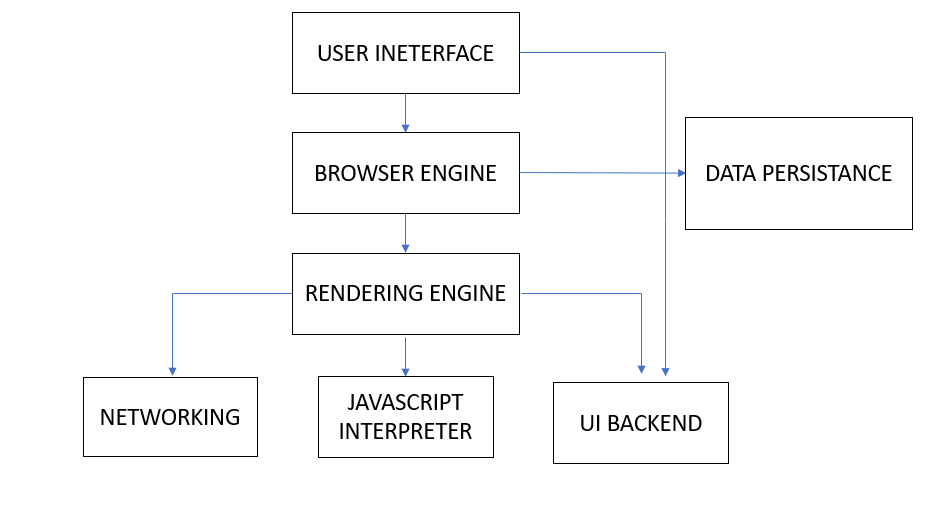 USER INETERFACE
BROWSER ENGINE
DATA PERSISTANCE
RENDERING ENGINE
NETWORKING
JAVASCRIPT
INTERPRETER
UI BACKEND